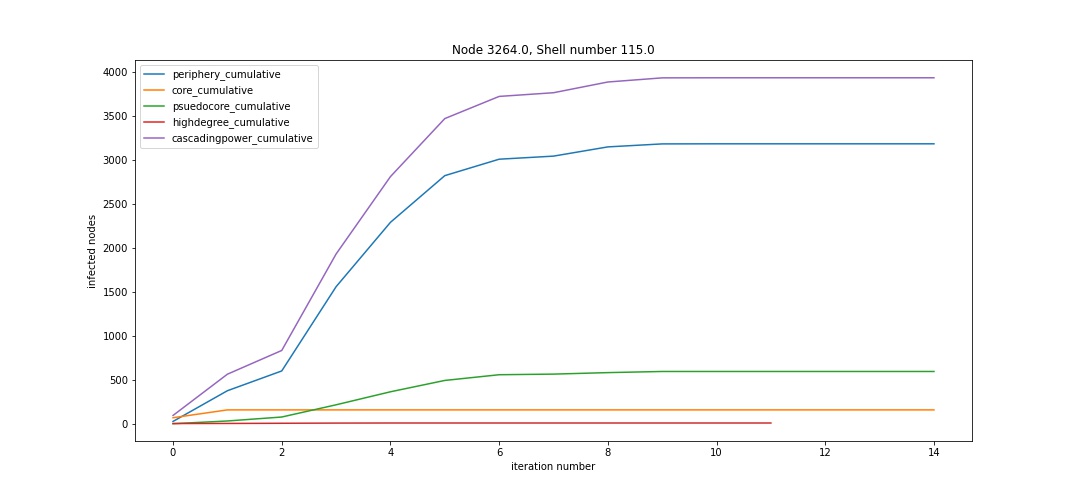 Node 3264.0, Shell number 115.0
periphery_cumulative
core_cumulative
psuedocore_cumulative
highdegree_cumulative
cascadingpower_cumulative
infected nodes
4000
3500
3000
2500
2000
1500
1000
500
0
0 2 4 6 8 10 12 14
iteration number